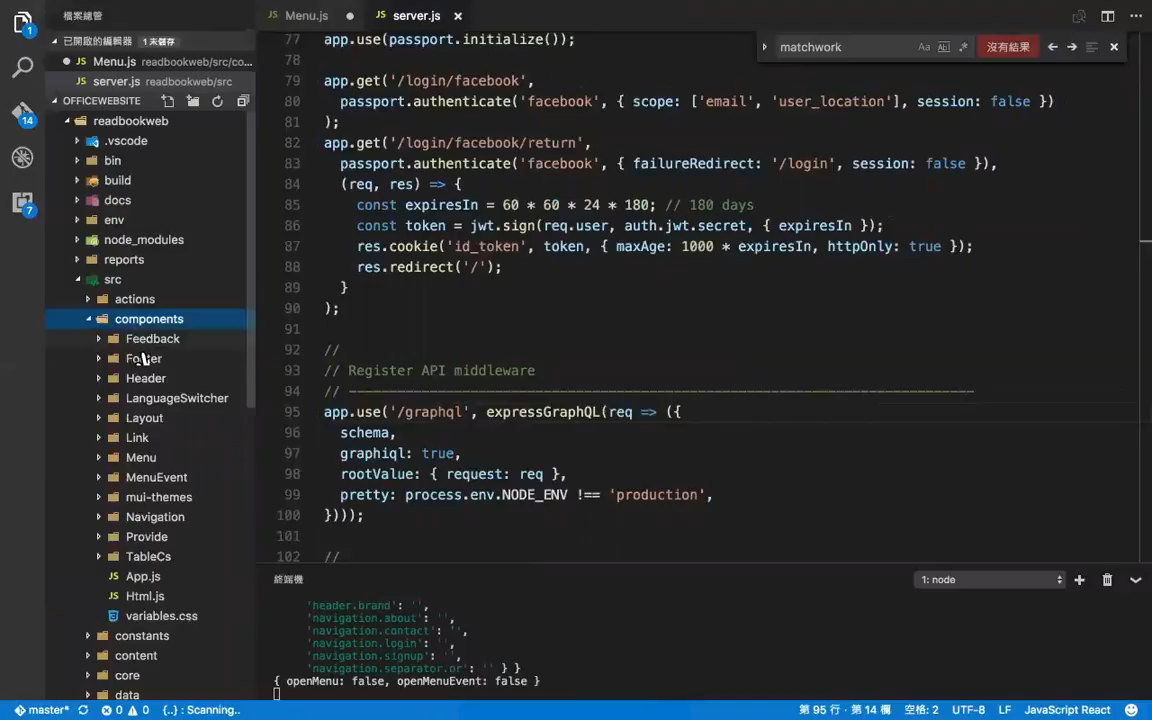 1
14
7
檔案總管
已開啟的編輯器 1 未儲存
Menu.js readbookweb/src/co...
server.js readbookweb/src
OFFICEWEBSITE
readbookweb
.vscode
bin
build
docs
env
node_modules
reports
src
actions
components
Feedback
Footer
Header
LanguageSwitcher
Layout
Link
Menu
MenuEvent
mui-themes
Navigation
Provide
TableCs
JS App.js
JS Html.js
variables.css
constants
content
core
data
JS Menu.js
JS server.js
matchwork Aa Abl .* 沒有結果
77 app.use(passport.initialize());
78
79 app.get('/login/facebook',
80 passport.authenticate('facebook', { scope: ['email', 'user_location'], session: false })
81 );
82 app.get('/login/facebook/return',
83 passport.authenticate('facebook', { failureRedirect: '/login', session: false }),
84 (req, res) => {
85 const expiresIn = 60 * 60 * 24 * 180; // 180 days
86 const token = jwt.sign(req.user, auth.jwt.secret, { expiresIn });
87 res.cookie('id_token', token, { maxAge: 1000 * expiresIn, httpOnly: true });
88 res.redirect('/');
89 }
90 );
91
92 //
93 // Register API middleware
94 // -----------------------------------------------------------------------------
95 app.use('/graphql', expressGraphQL(req => ({
96 schema,
97 graphiql: true,
98 rootValue: { request: req },
99 pretty: process.env.NODE_ENV !== 'production',
100 })));
101
102 //
終端機
1: node
'header.brand': '',
'navigation.about': '',
'navigation.contact': '',
'navigation.login': '',
'navigation.signup': '',
'navigation.separator.or': '' } }
{ openMenu: false, openMenuEvent: false }
master* 0 0 {..} : Scanning..
第 95 行，第 14 欄 空格: 2 UTF-8 LF JavaScript React